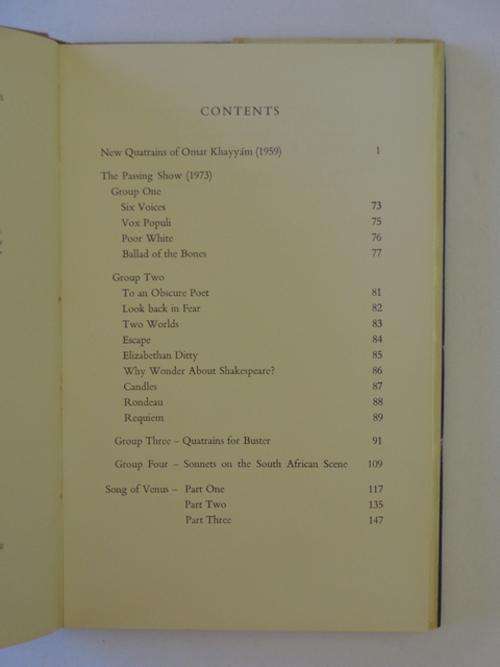 CONTENTS
New Quatrains of Omar Khayyám (1959) 1
The Passing Show (1973)
Group One
Six Voices 73
Vox Populi 75
Poor White 76
Ballad of the Bones 77
Group Two
To an Obscure Poet 81
Look back in Fear 82
Two Worlds 83
Escape 84
Elizabethan Ditty 85
Why Wonder About Shakespeare? 86
Candles 87
Rondeau 88
Requiem 89
Group Three – Quatrains for Buster 91
Group Four – Sonnets on the South African Scene 109
Song of Venus – Part One 117
Part Two 135
Part Three 147